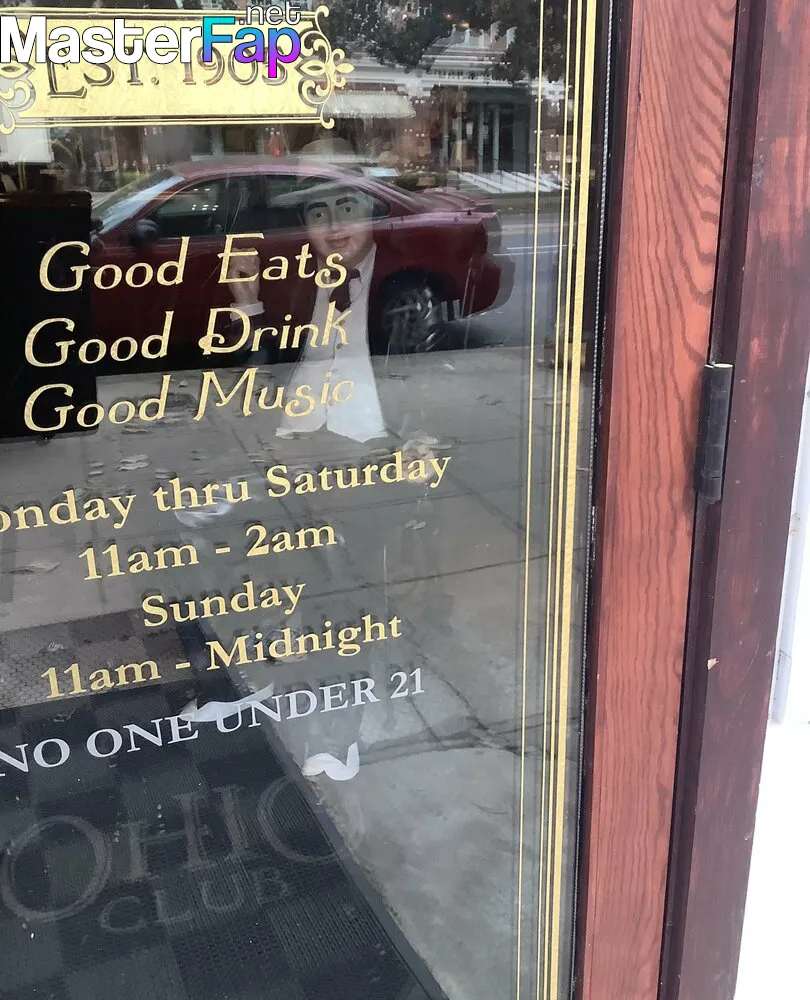 .net
MasterFap
EST. 1905
Good Eats
Good Drink
Good Music
onday thru Saturday
11am - 2am
Sunday
11am - Midnight
NO ONE UNDER 21
OHIO
CLUB